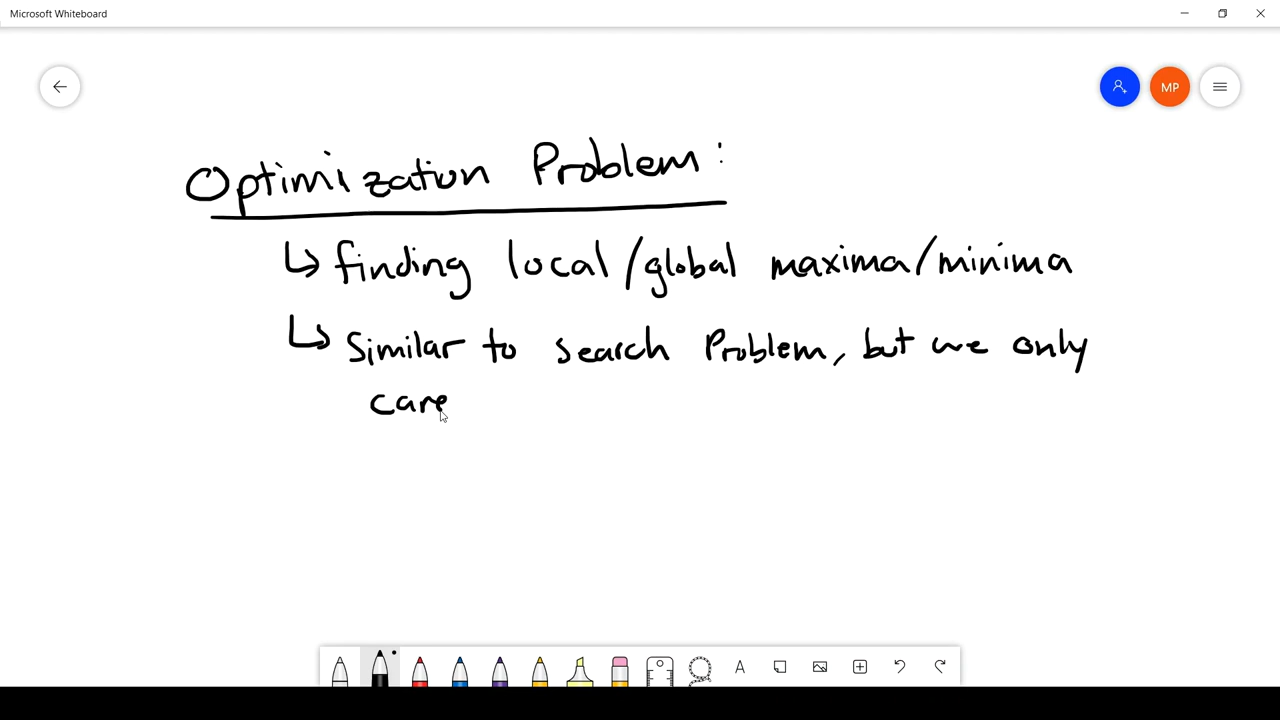 Microsoft Whiteboard
MP
Optimization Problem:
↳ finding local/global maxima/minima
↳ Similar to search Problem, but we only
care
A